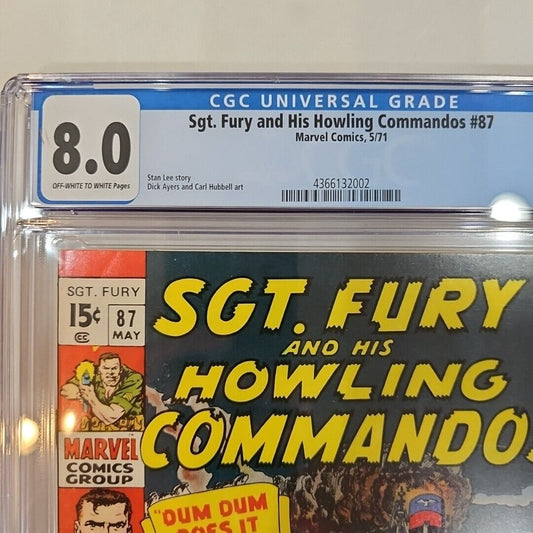 CGC UNIVERSAL GRADE
8.0
OFF-WHITE TO WHITE Pages
Sgt. Fury and His Howling Commandos #87
Marvel Comics, 5/71
Stan Lee story
Dick Ayers and Carl Hubbell art
4366132002
SGT. FURY
15¢ 87
CC MAY
MARVEL
COMICS
GROUP
SGT. FURY
AND HIS
HOWLING
COMMANDOS
"DUM DUM
DOES IT